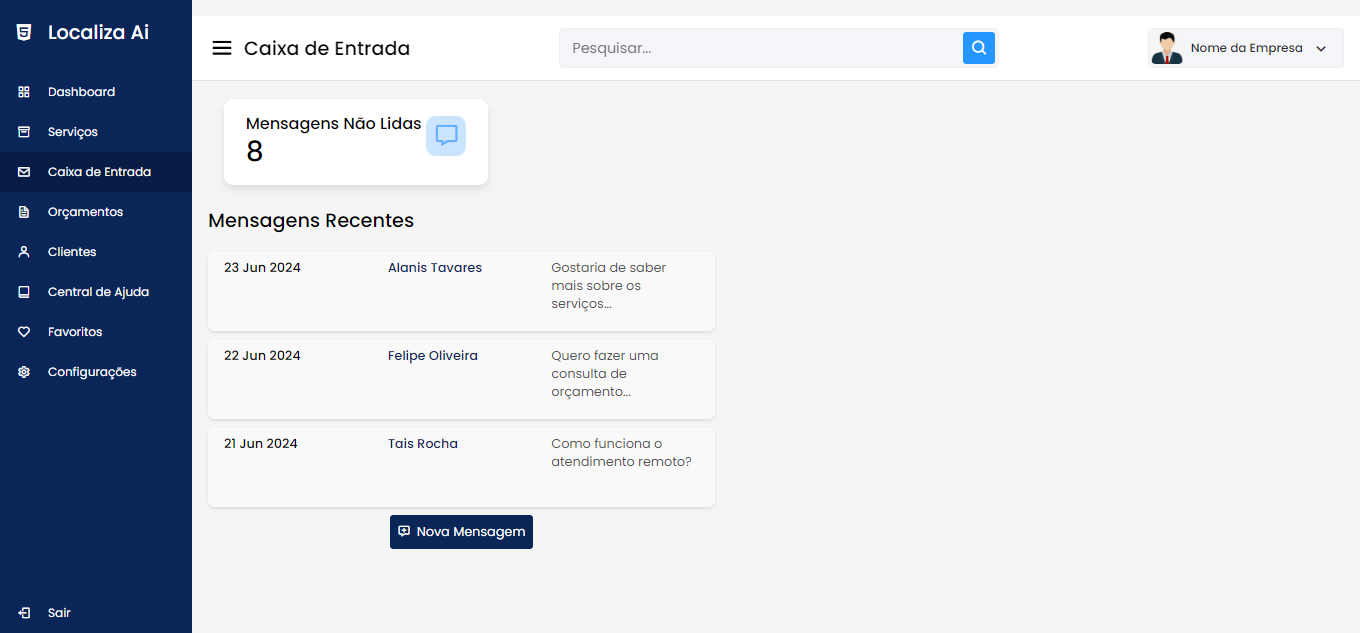 Localiza Ai
Dashboard
Serviços
Caixa de Entrada
Orçamentos
Clientes
Central de Ajuda
Favoritos
Configurações
Sair
Caixa de Entrada
Pesquisar...
Nome da Empresa
Mensagens Não Lidas
8
Mensagens Recentes
23 Jun 2024 Alanis Tavares Gostaria de saber
mais sobre os
serviços...
22 Jun 2024 Felipe Oliveira Quero fazer uma
consulta de
orçamento...
21 Jun 2024 Tais Rocha Como funciona o
atendimento remoto?
Nova Mensagem